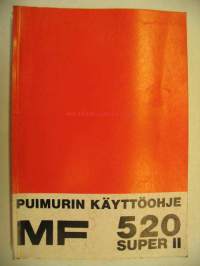 PUIMURIN KÄYTTÖOHJE
MF 520
SUPER II